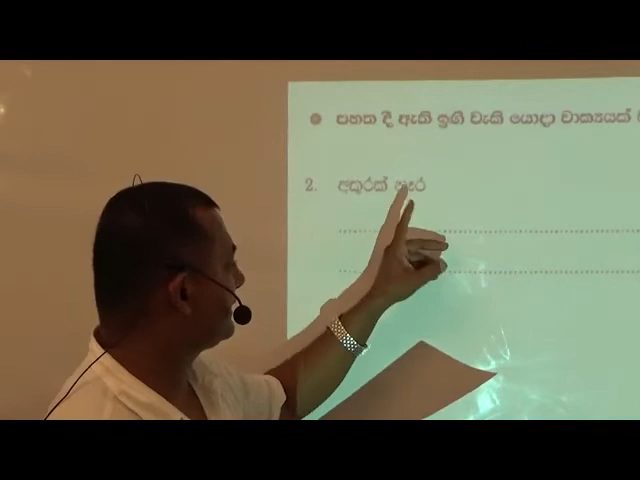 පහත දී ඇති ඉඟි වැකි යොදා වාක්‍යයක්
2. අකුරක් නෑර